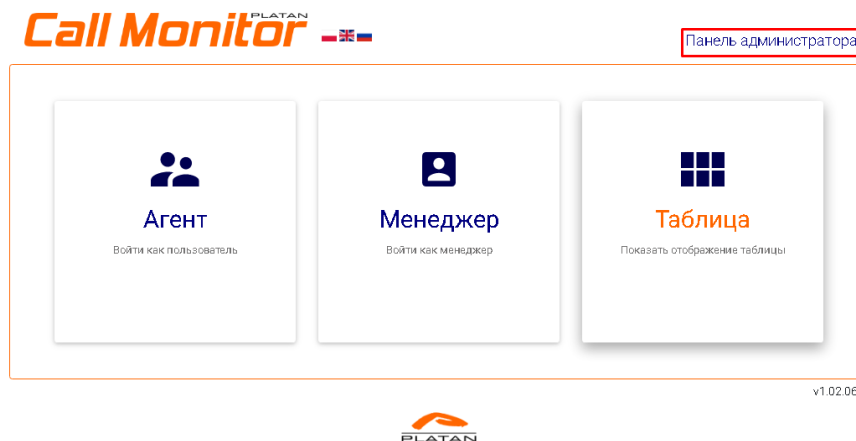 PLATAN
Call Monitor
Панель администратора
Агент
Войти как пользователь
Менеджер
Войти как менеджер
Таблица
Показать отображение таблицы
v1.02.06
PLATAN